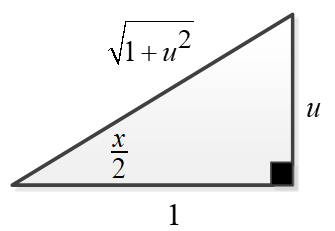 √(1+u²)
x/2
u
1